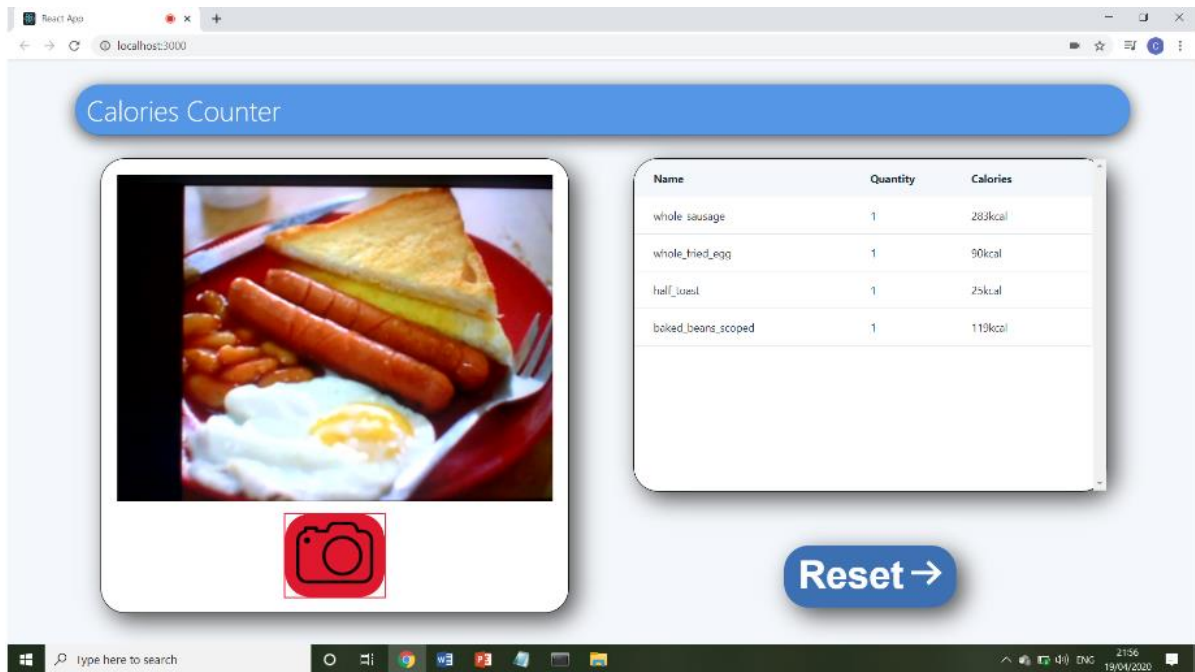 React App
localhost:3000
C
Calories Counter
Name Quantity Calories
whole_sausage 1 283kcal
whole_fried_egg 1 90kcal
half_toast 1 25kcal
baked_beans_scoped 1 119kcal
Reset
Type here to search
ENG
21:56
19/04/2020